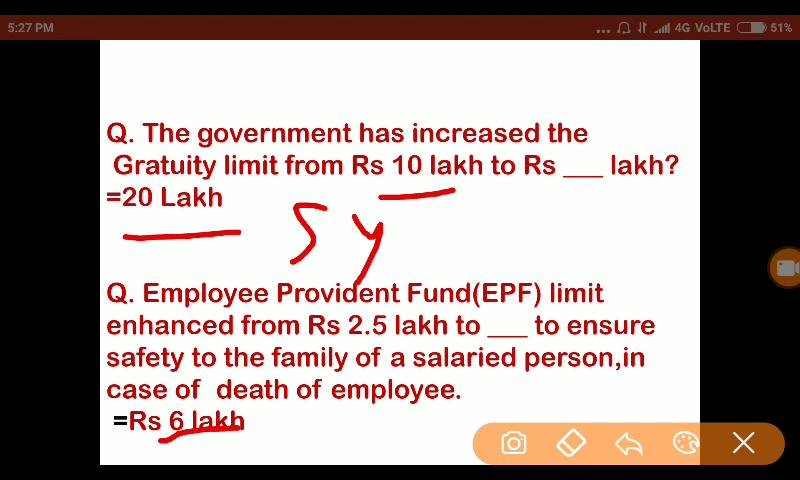 5:27 PM
4G VoLTE 51%
Q. The government has increased the
Gratuity limit from Rs 10 lakh to Rs ___ lakh?
=20 Lakh
5 y
Q. Employee Provident Fund(EPF) limit
enhanced from Rs 2.5 lakh to ___ to ensure
safety to the family of a salaried person,in
case of death of employee.
=Rs 6 lakh